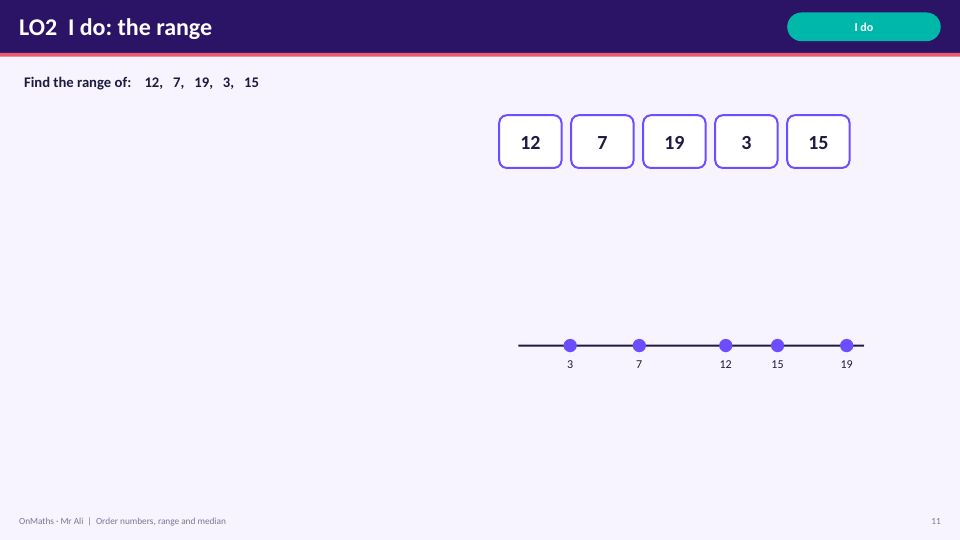 LO2 I do: the range
I do
Find the range of: 12, 7, 19, 3, 15
12 7 19 3 15
3 7 12 15 19
OnMaths - Mr Ali | Order numbers, range and median
11